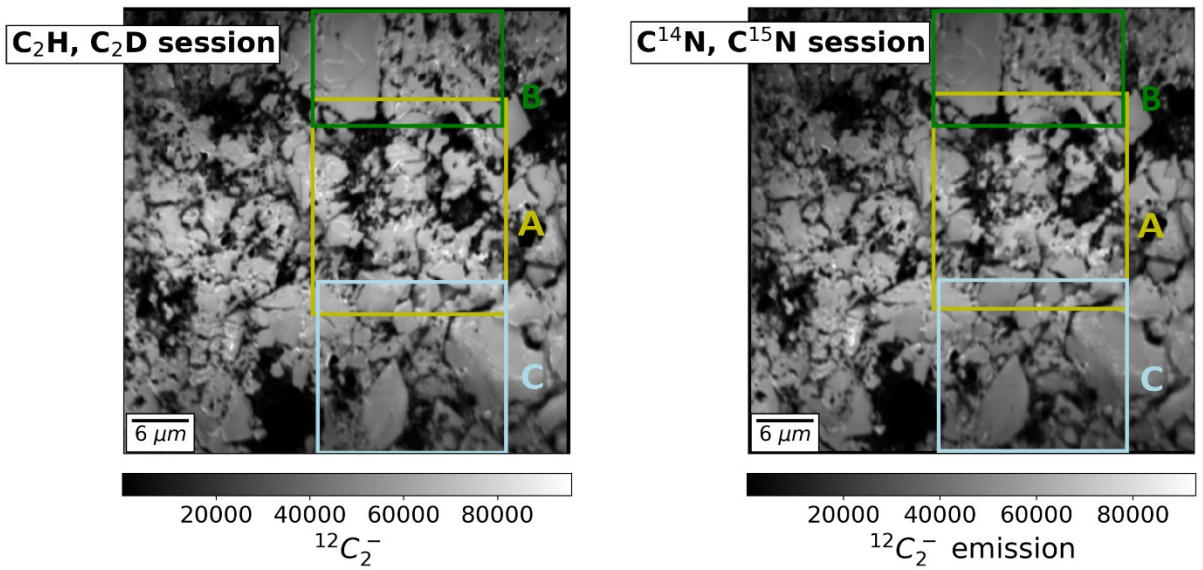 C₂H, C₂D session
B
A
C
6 μm
20000 40000 60000 80000
¹²C₂⁻
C¹⁴N, C¹⁵N session
B
A
C
6 μm
20000 40000 60000 80000
¹²C₂⁻ emission